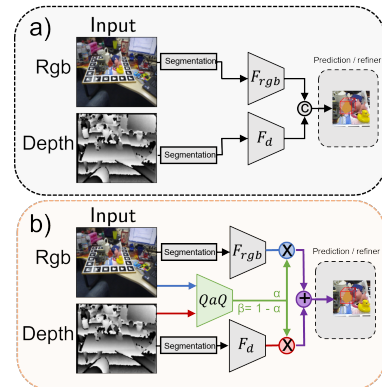 a)
Input
Rgb
Segmentation
F_rgb
Prediction / refiner
C
Depth
Segmentation
F_d
b)
Input
Rgb
Segmentation
F_rgb
X
Prediction / refiner
QaQ
α
β= 1 - α
+
Depth
Segmentation
F_d
X